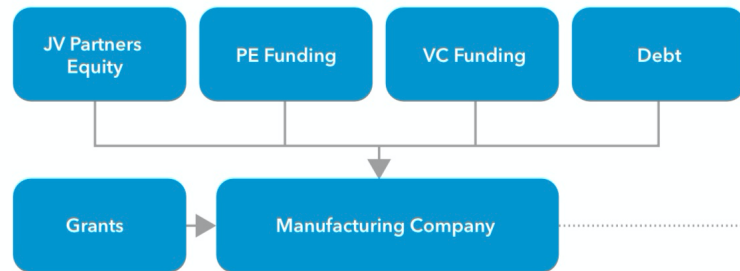 JV Partners
Equity
PE Funding
VC Funding
Debt
Grants
Manufacturing Company